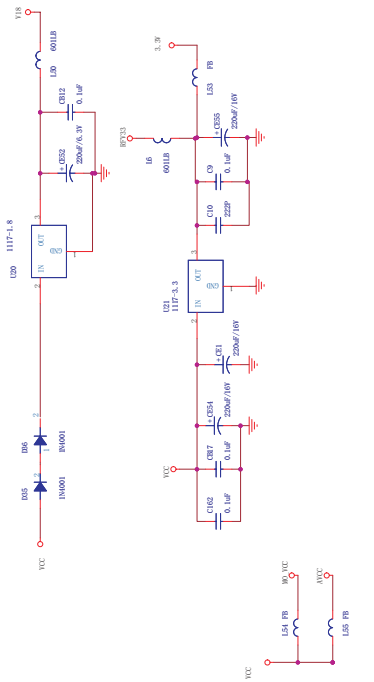 V18
601LB
L50
CB12
0.1uF
CE52
220uF/6.3V
3
1117-1.8
OUT
GND
IN
1
U20
2
2
D36
1
1N4001
D35
1N4001
VCC
3.3V
FB
L53
RFV33
L6
601LB
CE55
220uF/16V
C9
0.1uF
C10
222P
3
OUT
GND
IN
1
U21
1117-3.3
2
CE1
220uF/16V
CE54
220uF/16V
VCC
CB17
0.1uF
C162
0.1uF
MO_VCC
AVCC
L54
FB
L55
FB
VCC